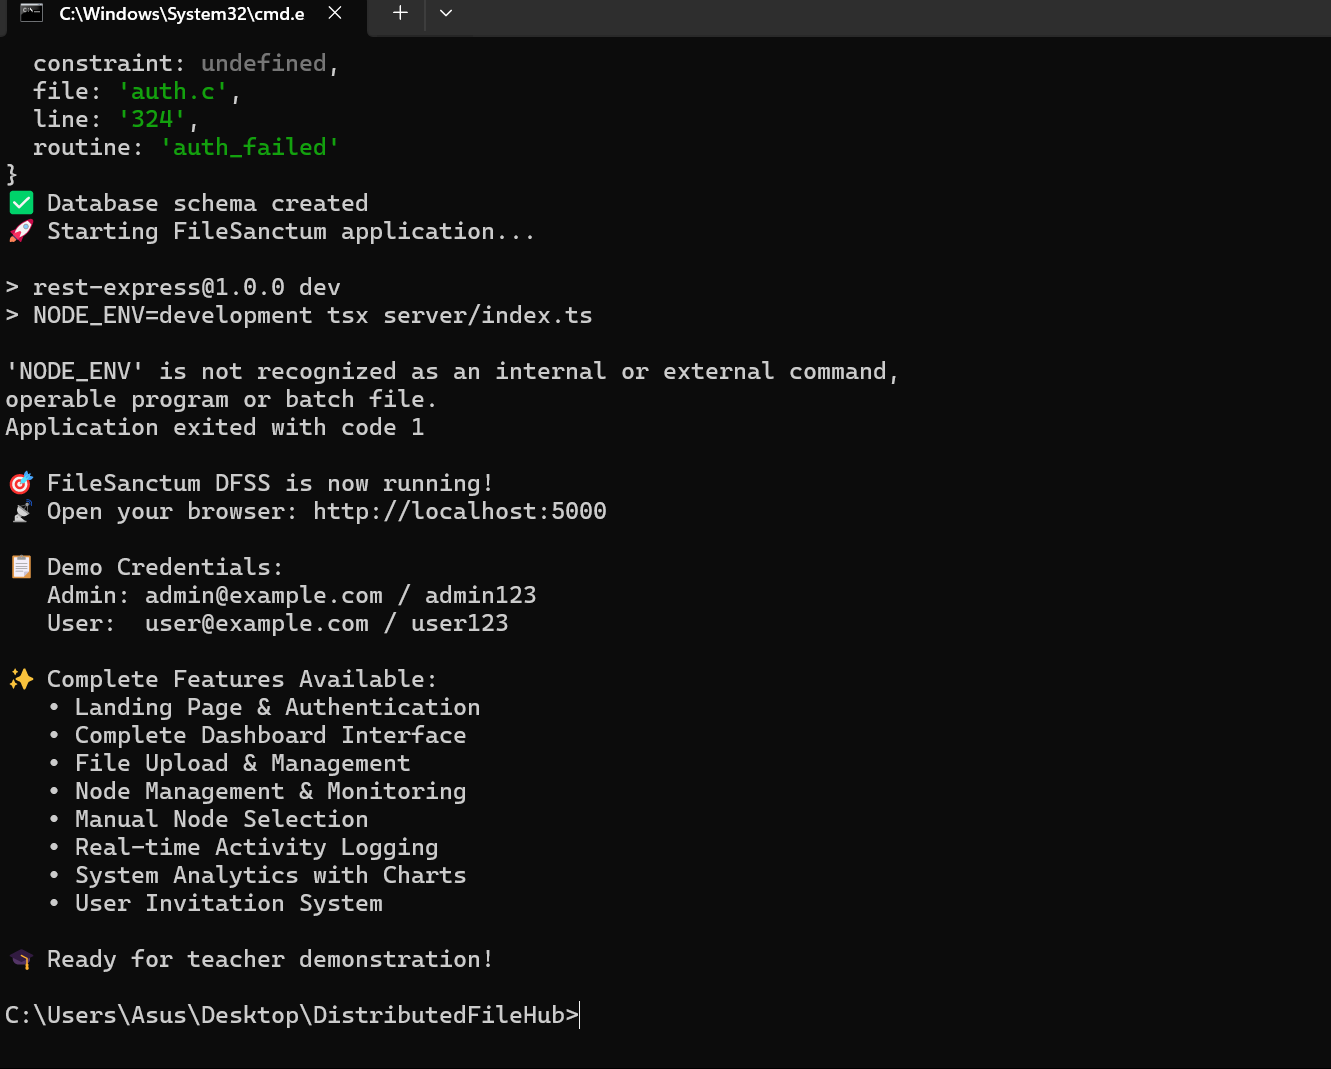 C:\Windows\System32\cmd.e
constraint: undefined,
file: 'auth.c',
line: '324',
routine: 'auth_failed'
}
✅ Database schema created
🚀 Starting FileSanctum application...
> rest-express@1.0.0 dev
> NODE_ENV=development tsx server/index.ts
'NODE_ENV' is not recognized as an internal or external command,
operable program or batch file.
Application exited with code 1
🎯 FileSanctum DFSS is now running!
📡 Open your browser: http://localhost:5000
📋 Demo Credentials:
Admin: admin@example.com / admin123
User:  user@example.com / user123
✨ Complete Features Available:
• Landing Page & Authentication
• Complete Dashboard Interface
• File Upload & Management
• Node Management & Monitoring
• Manual Node Selection
• Real-time Activity Logging
• System Analytics with Charts
• User Invitation System
🎓 Ready for teacher demonstration!
C:\Users\Asus\Desktop\DistributedFileHub>